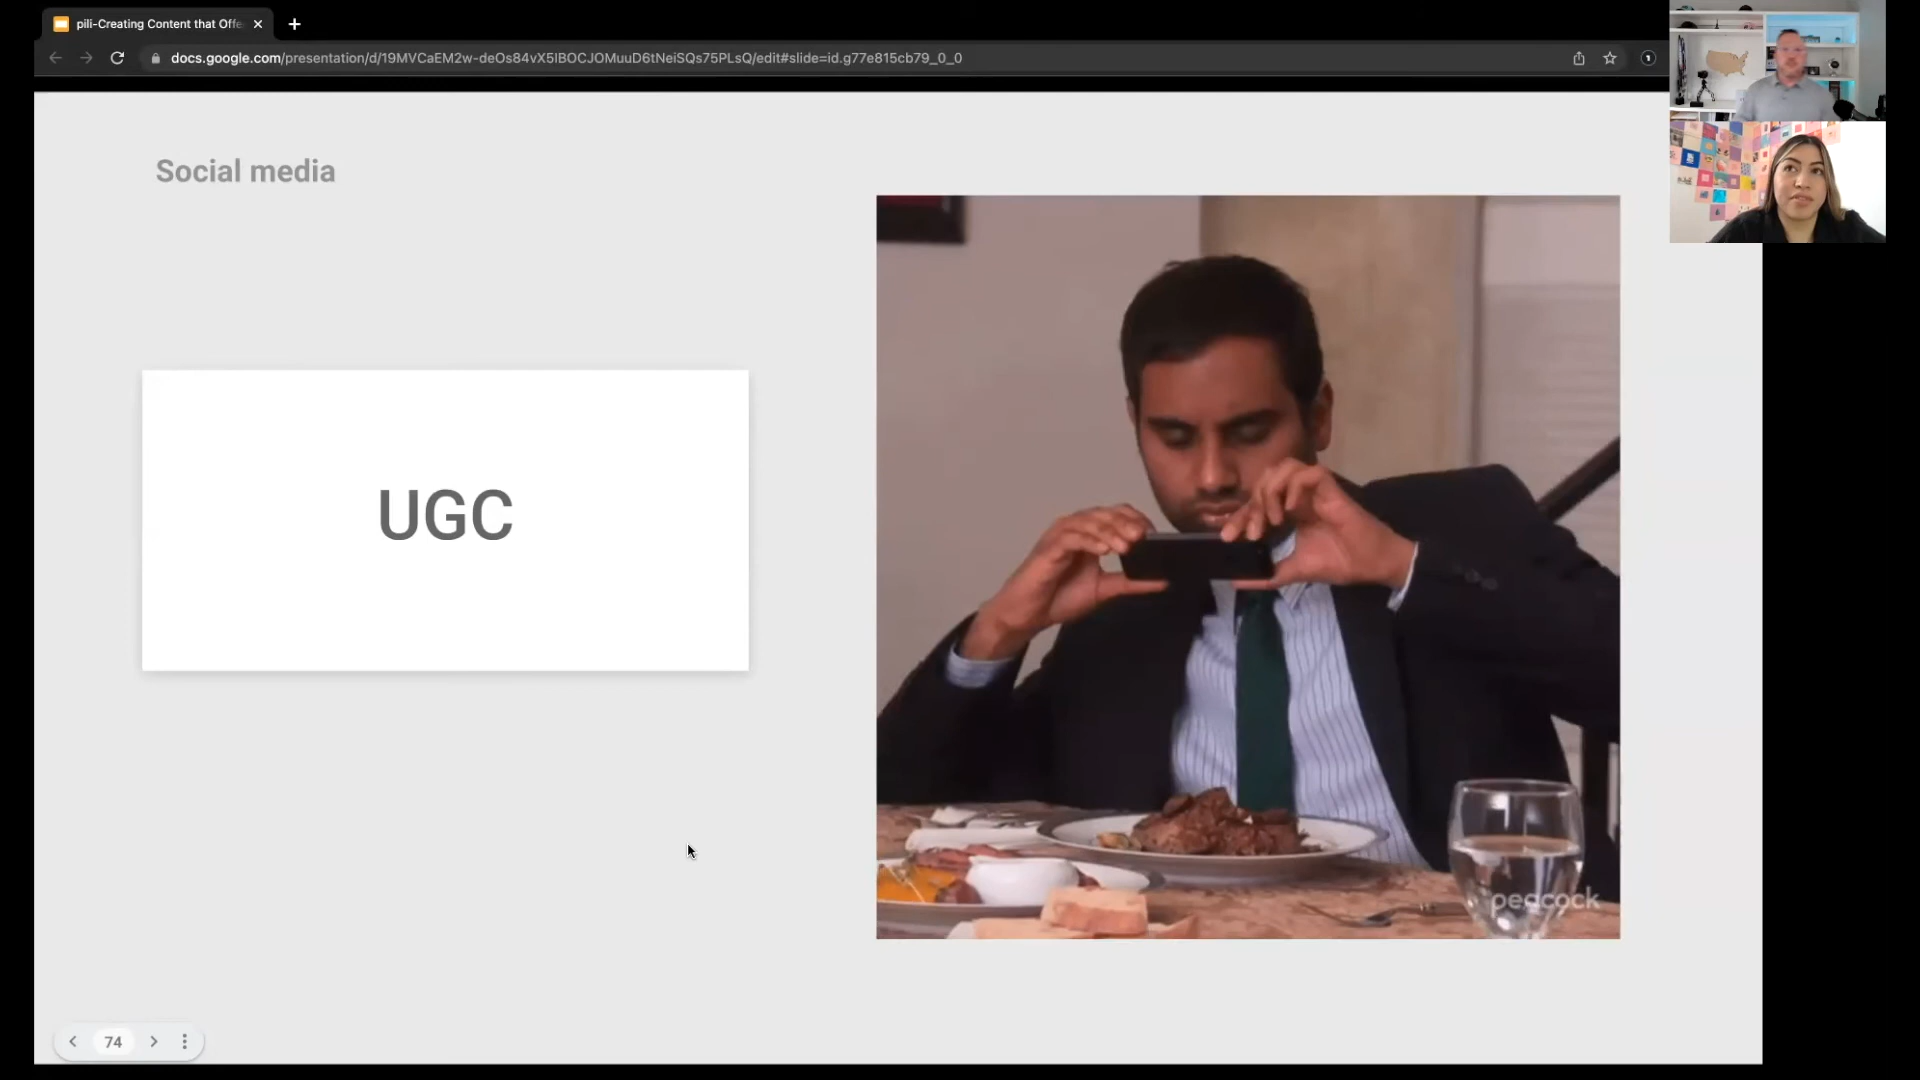 pili-Creating Content that Offe
docs.google.com/presentation/d/19MVCaEM2w-deOs84vX5IBOCJOMuuD6tNeiSQs75PLsQ/edit#slide=id.g77e815cb79_0_0
1
Social media
UGC
peacock
74